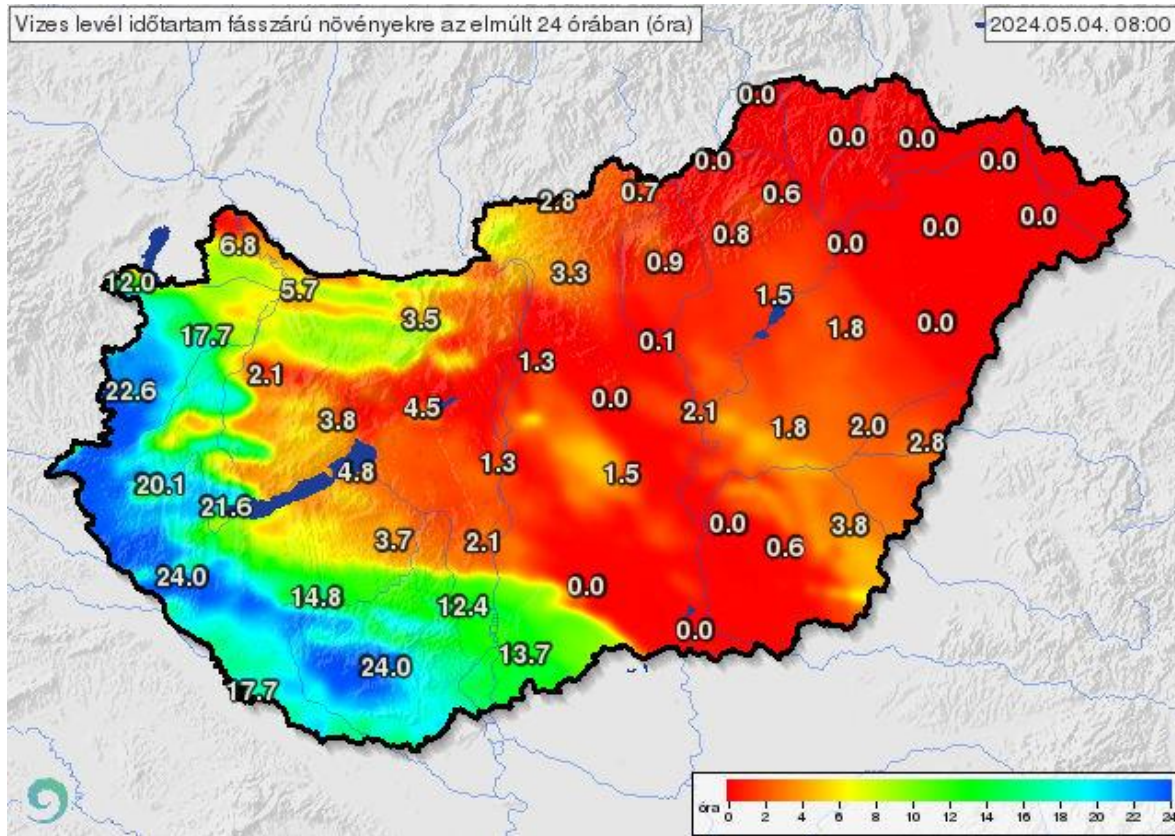 Vizes levél időtartam fásszárú növényekre az elmúlt 24 órában (óra)
2024.05.04. 08:00
0.0
0.0 0.0
0.0 0.0
2.8 0.7 0.6
0.0
6.8 0.8 0.0 0.0
12.0 3.3 0.9
5.7 1.5
17.7 3.5 0.1 1.8 0.0
2.1 1.3
22.6 3.8 4.5 0.0 2.1 1.8 2.0
2.8
4.8 1.3 1.5
20.1
21.6 0.0 3.8
3.7 2.1 0.6
24.0 14.8 12.4 0.0
0.0
24.0 13.7
17.7
óra 0 2 4 6 8 10 12 14 16 18 20 22 24